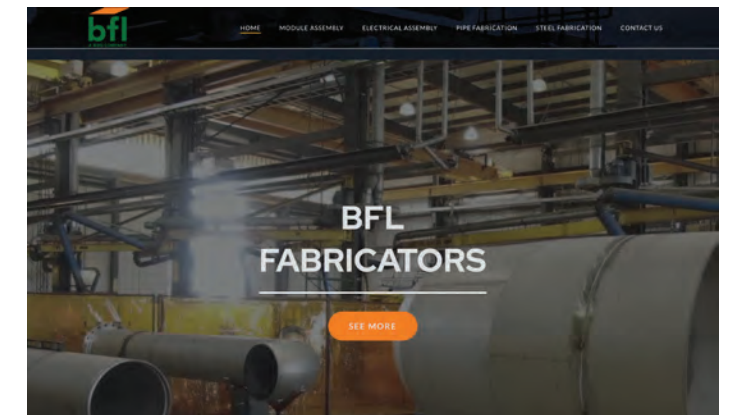 bfl
HOME MODULE ASSEMBLY ELECTRICAL ASSEMBLY PIPE FABRICATION STEEL FABRICATION CONTACT US
BFL
FABRICATORS
SEE MORE